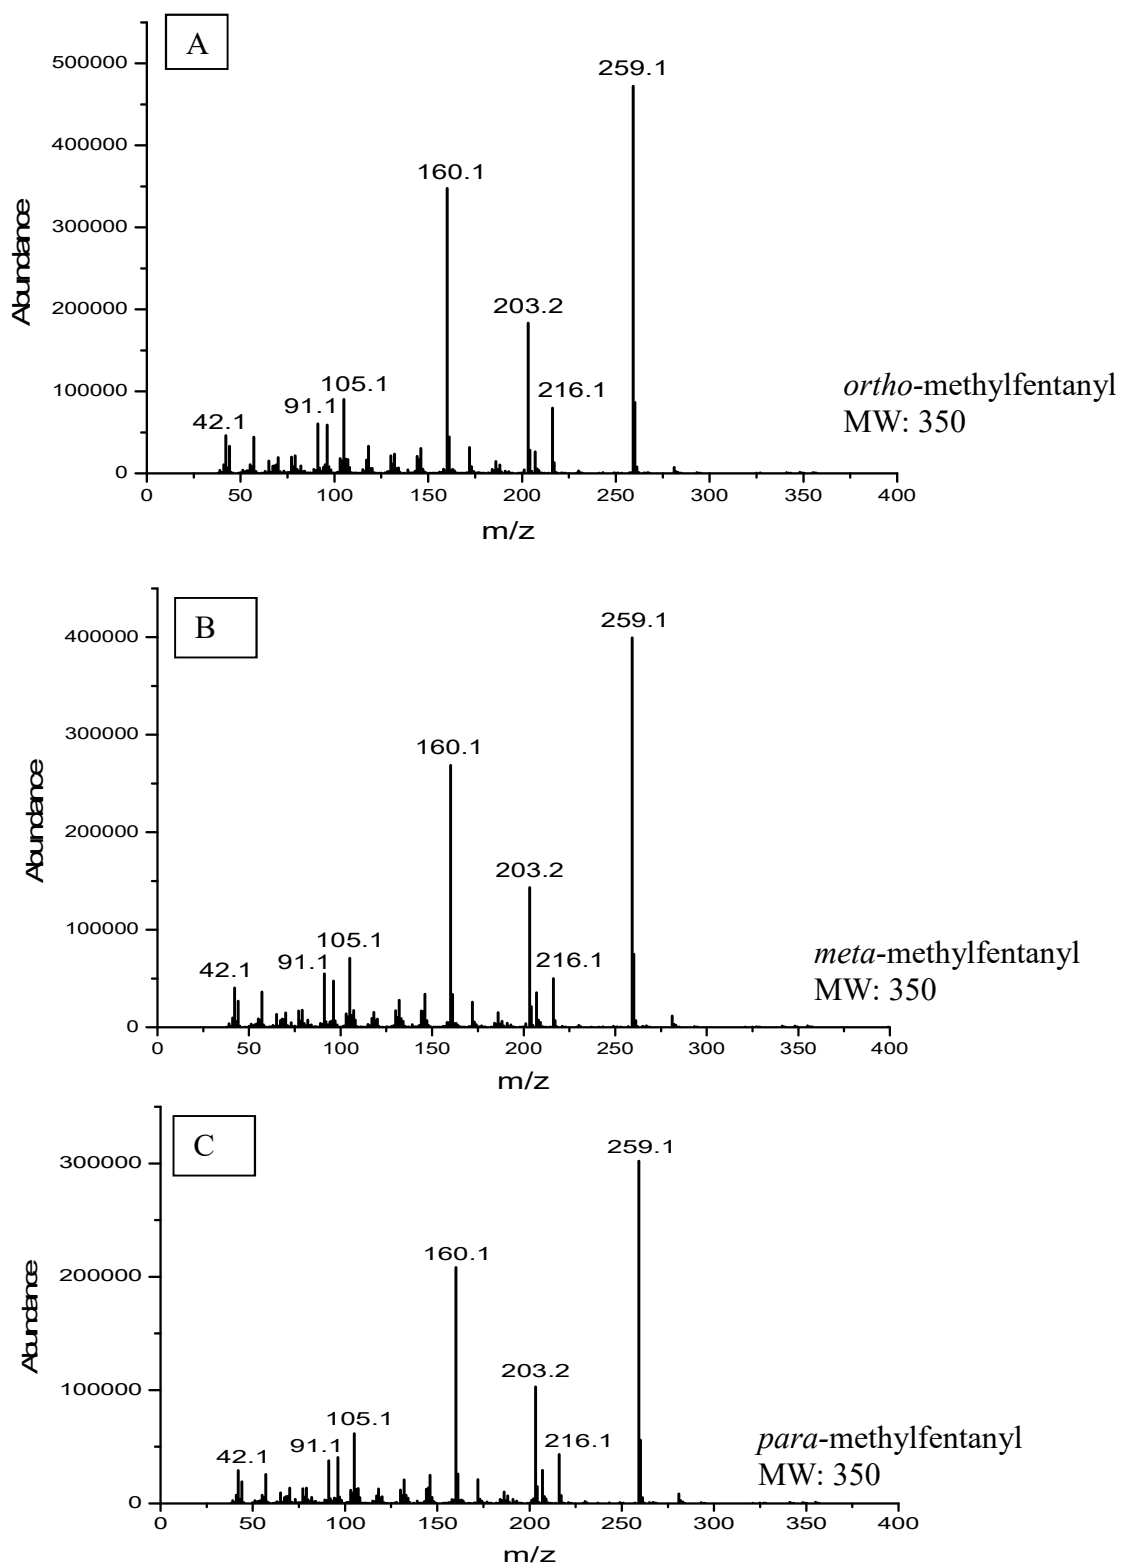 A
500000
400000
300000
200000
100000
0
Abundance
259.1
160.1
203.2
216.1
105.1
91.1
42.1
0 50 100 150 200 250 300 350 400
m/z
ortho-methylfentanyl
MW: 350
B
400000
300000
200000
100000
0
Abundance
259.1
160.1
203.2
216.1
105.1
91.1
42.1
0 50 100 150 200 250 300 350 400
m/z
meta-methylfentanyl
MW: 350
C
300000
200000
100000
0
Abundance
259.1
160.1
203.2
216.1
105.1
91.1
42.1
0 50 100 150 200 250 300 350 400
m/z
para-methylfentanyl
MW: 350